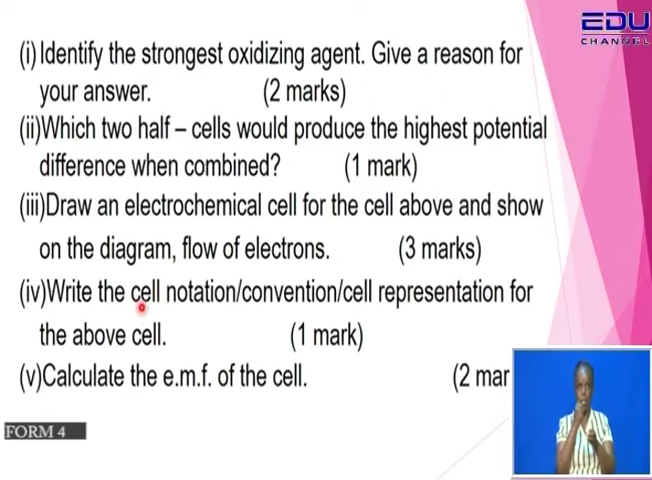 EDU
CHANNEL
(i) Identify the strongest oxidizing agent. Give a reason for
your answer. (2 marks)
(ii)Which two half – cells would produce the highest potential
difference when combined? (1 mark)
(iii)Draw an electrochemical cell for the cell above and show
on the diagram, flow of electrons. (3 marks)
(iv)Write the cell notation/convention/cell representation for
the above cell. (1 mark)
(v)Calculate the e.m.f. of the cell. (2 mar
FORM 4